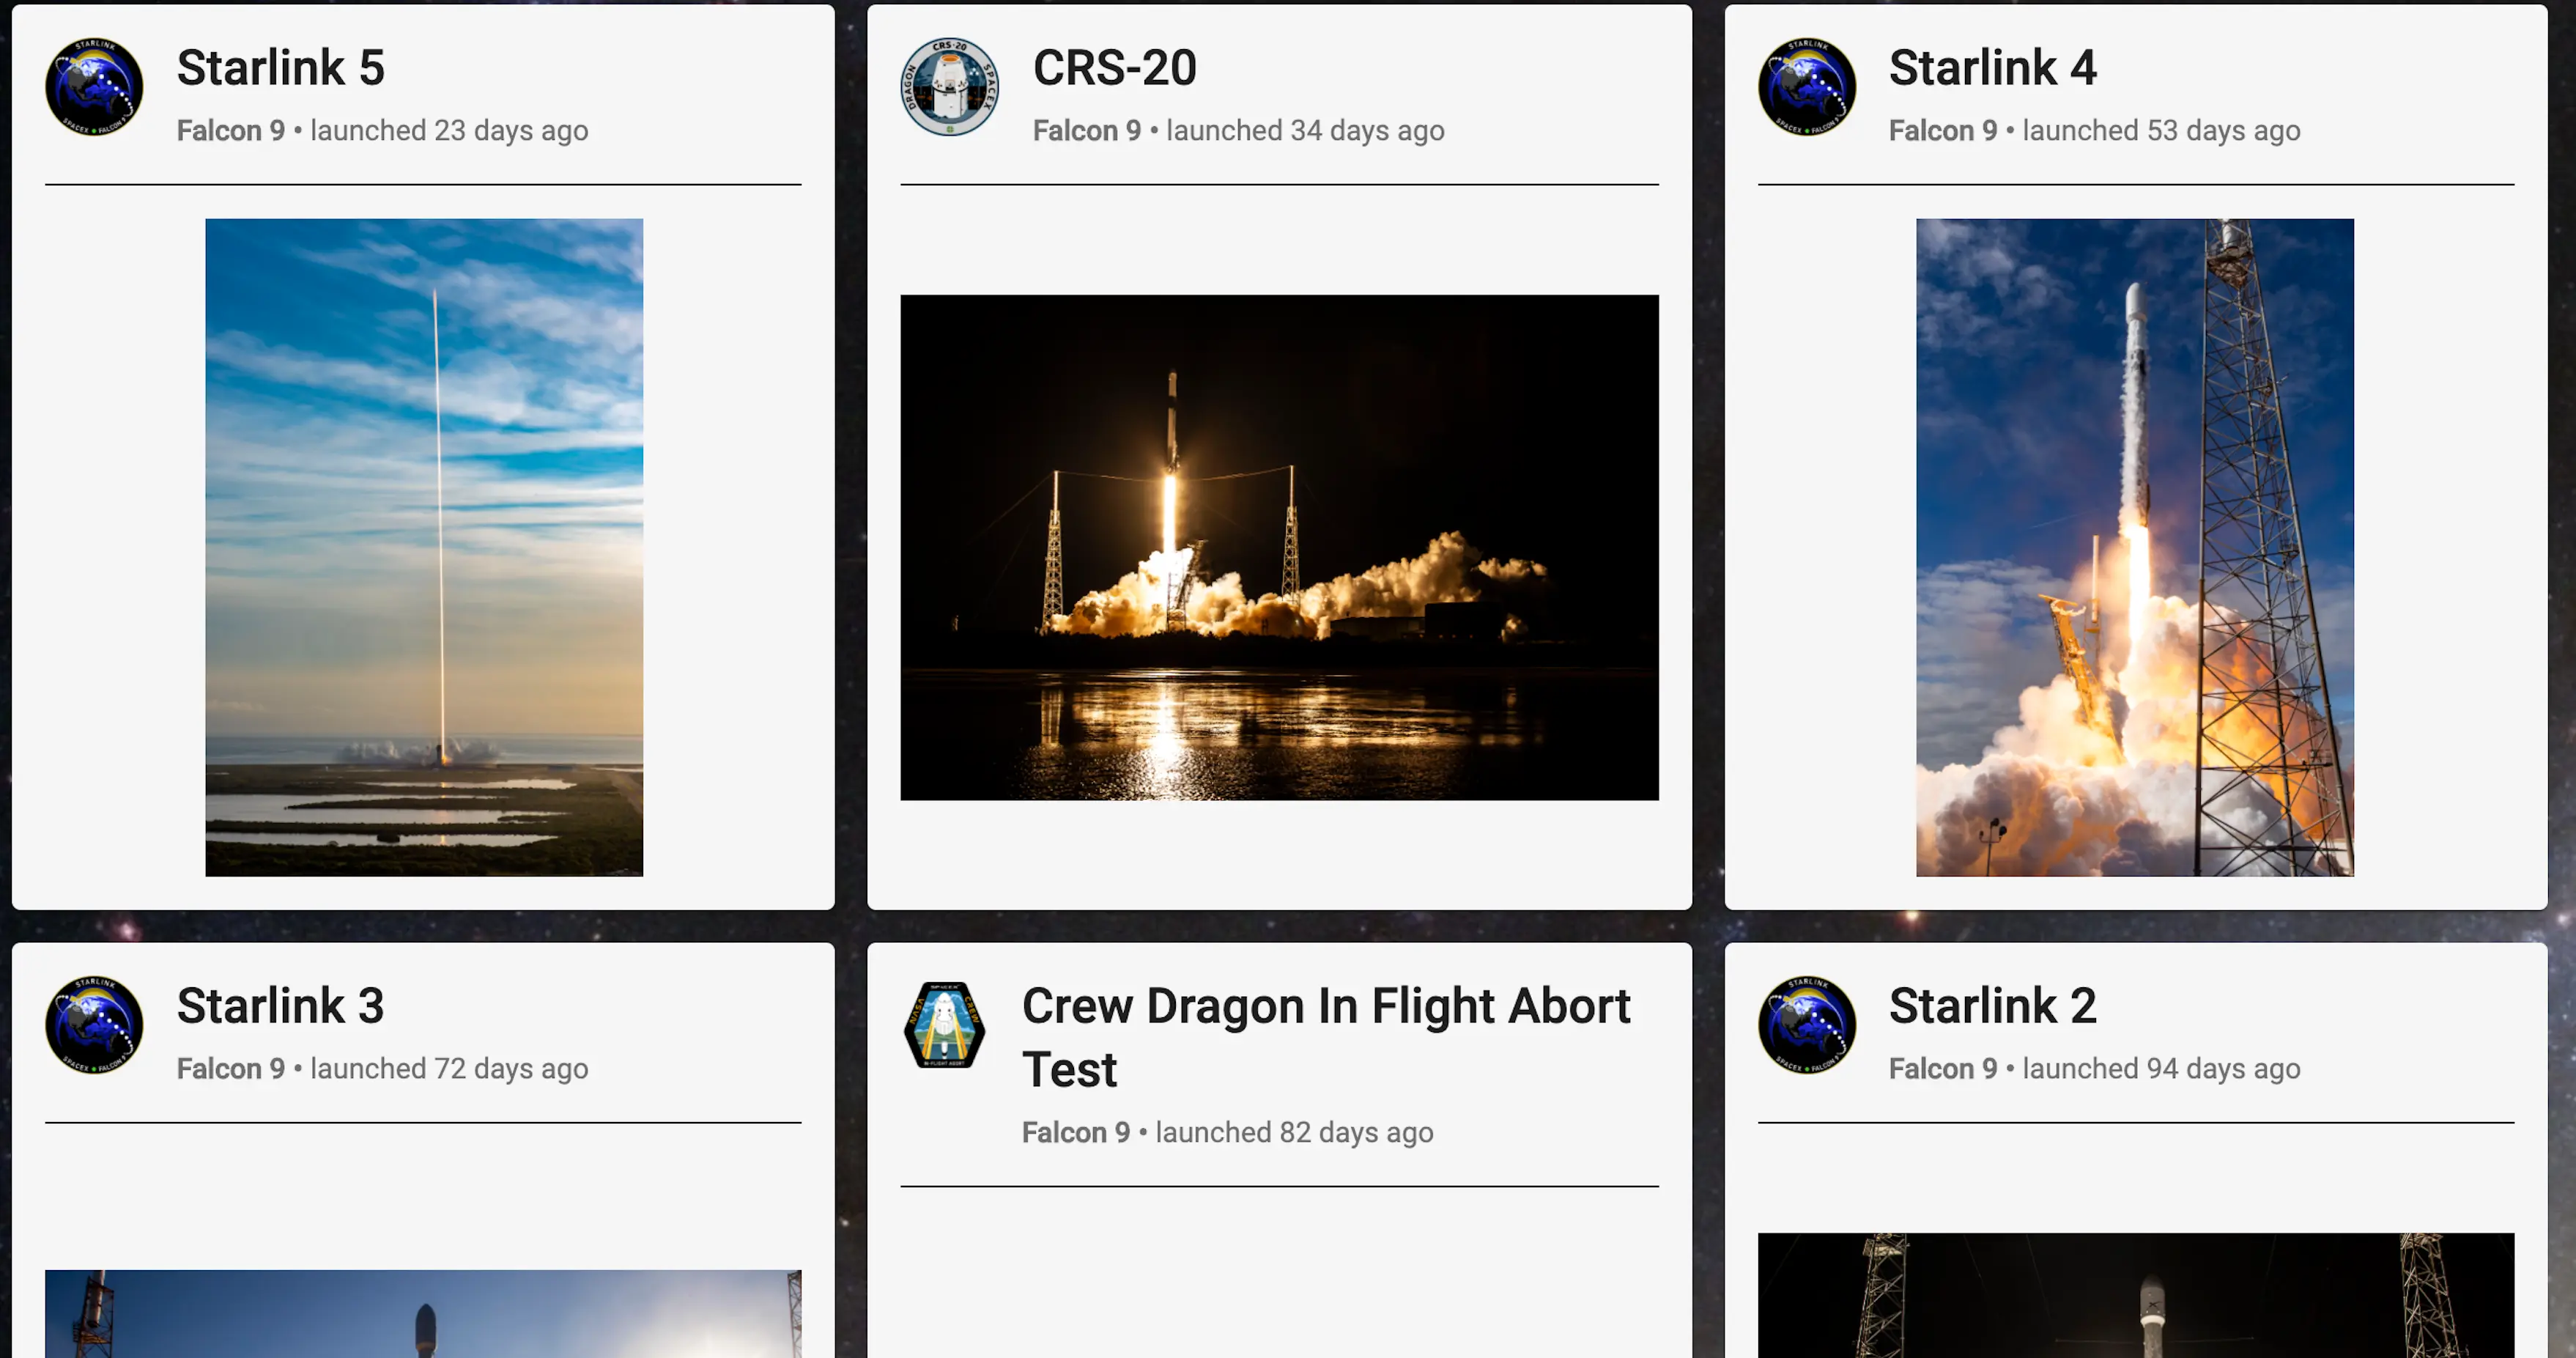 Starlink 5
Falcon 9 • launched 23 days ago
CRS-20
Falcon 9 • launched 34 days ago
Starlink 4
Falcon 9 • launched 53 days ago
STARLINK
SPACEX • FALCON 9
CRS-20
DRAGON
SPACEX
STARLINK
SPACEX • FALCON 9
Starlink 3
Falcon 9 • launched 72 days ago
Crew Dragon In Flight Abort
Test
Falcon 9 • launched 82 days ago
Starlink 2
Falcon 9 • launched 94 days ago
STARLINK
SPACEX • FALCON 9
SPACEX
NASA
CREW
IN-FLIGHT ABORT
STARLINK
SPACEX • FALCON 9